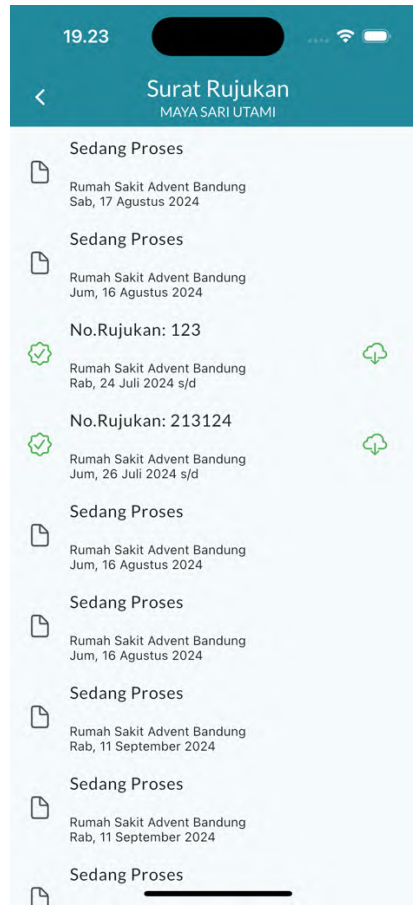 19.23
Surat Rujukan
MAYA SARI UTAMI
Sedang Proses
Rumah Sakit Advent Bandung
Sab, 17 Agustus 2024
Sedang Proses
Rumah Sakit Advent Bandung
Jum, 16 Agustus 2024
No.Rujukan: 123
Rumah Sakit Advent Bandung
Rab, 24 Juli 2024 s/d
No.Rujukan: 213124
Rumah Sakit Advent Bandung
Jum, 26 Juli 2024 s/d
Sedang Proses
Rumah Sakit Advent Bandung
Jum, 16 Agustus 2024
Sedang Proses
Rumah Sakit Advent Bandung
Jum, 16 Agustus 2024
Sedang Proses
Rumah Sakit Advent Bandung
Rab, 11 September 2024
Sedang Proses
Rumah Sakit Advent Bandung
Rab, 11 September 2024
Sedang Proses